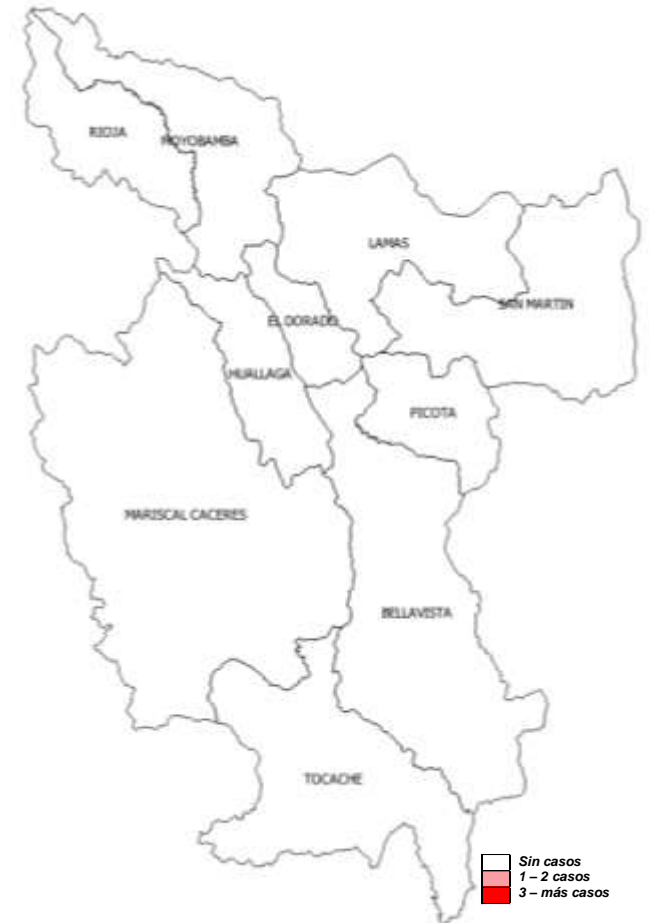 RIOJA
MOYOBAMBA
LAMAS
SAN MARTIN
EL DORADO
HUALLAGA
PICOTA
MARISCAL CACERES
BELLAVISTA
TOCACHE
Sin casos
1 – 2 casos
3 – más casos